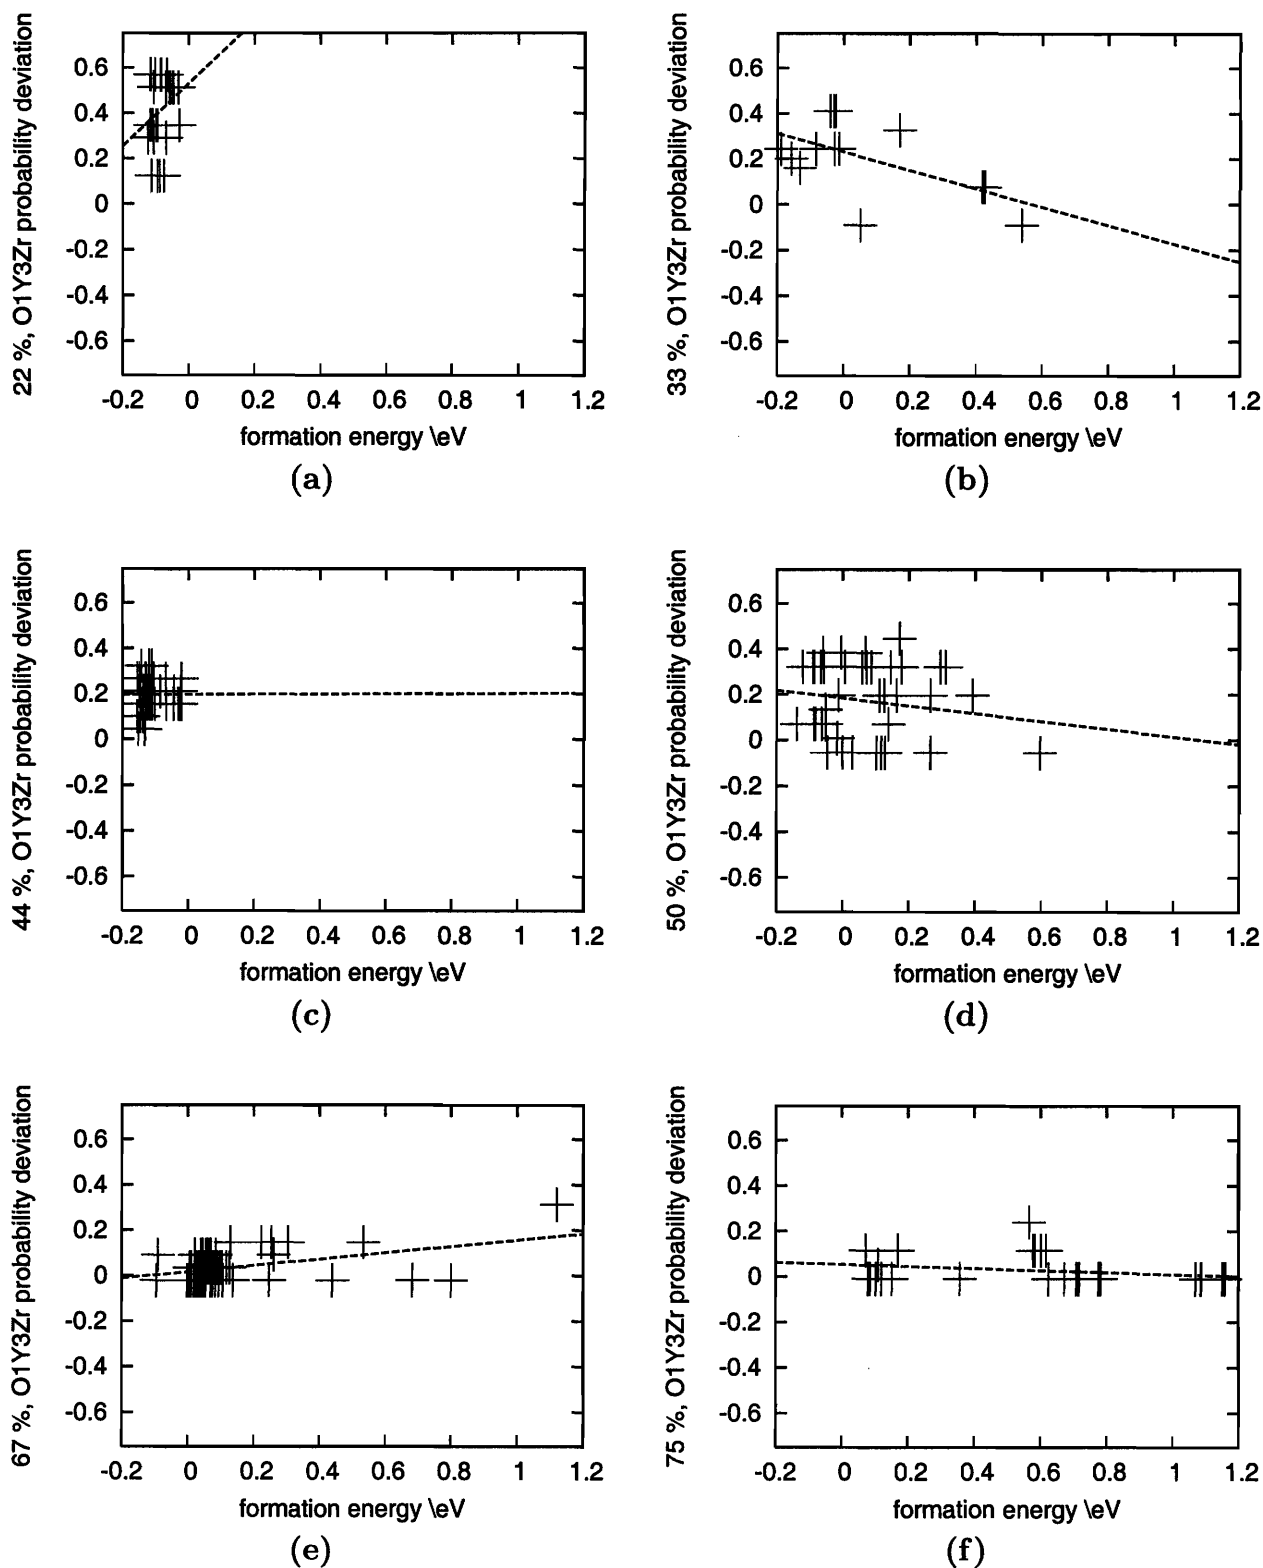 22 %, O1Y3Zr probability deviation
0.6
0.4
0.2
0
-0.2
-0.4
-0.6
-0.2 0 0.2 0.4 0.6 0.8 1 1.2
formation energy \eV
(a)
33 %, O1Y3Zr probability deviation
0.6
0.4
0.2
0
-0.2
-0.4
-0.6
-0.2 0 0.2 0.4 0.6 0.8 1 1.2
formation energy \eV
(b)
44 %, O1Y3Zr probability deviation
0.6
0.4
0.2
0
-0.2
-0.4
-0.6
-0.2 0 0.2 0.4 0.6 0.8 1 1.2
formation energy \eV
(c)
50 %, O1Y3Zr probability deviation
0.6
0.4
0.2
0
-0.2
-0.4
-0.6
-0.2 0 0.2 0.4 0.6 0.8 1 1.2
formation energy \eV
(d)
67 %, O1Y3Zr probability deviation
0.6
0.4
0.2
0
-0.2
-0.4
-0.6
-0.2 0 0.2 0.4 0.6 0.8 1 1.2
formation energy \eV
(e)
75 %, O1Y3Zr probability deviation
0.6
0.4
0.2
0
-0.2
-0.4
-0.6
-0.2 0 0.2 0.4 0.6 0.8 1 1.2
formation energy \eV
(f)